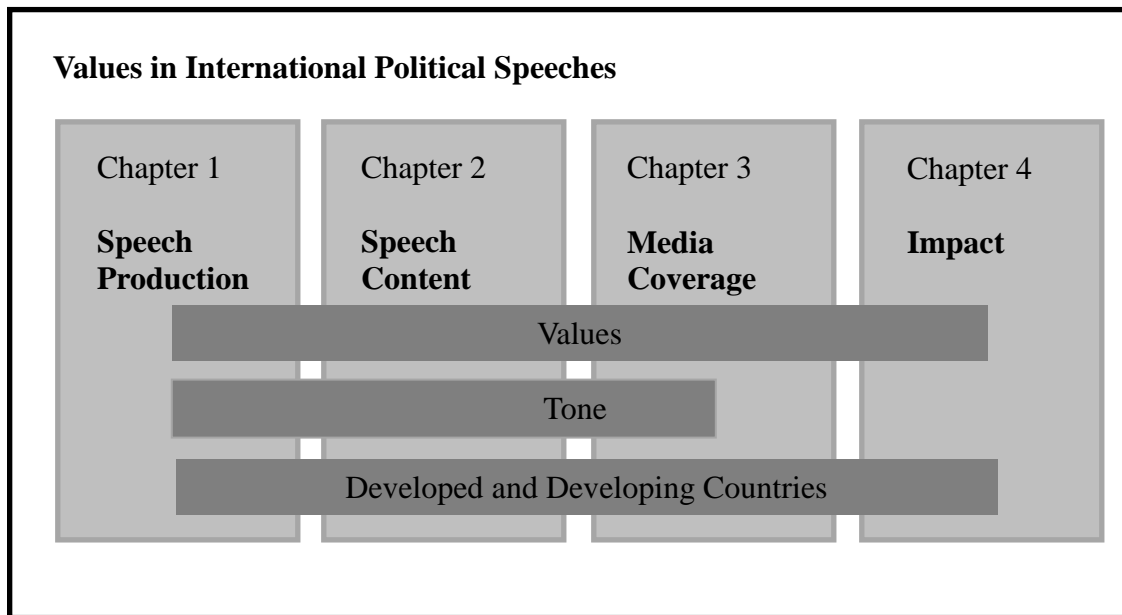 Values in International Political Speeches
Chapter 1
Speech
Production
Chapter 2
Speech
Content
Chapter 3
Media
Coverage
Chapter 4
Impact
Values
Tone
Developed and Developing Countries